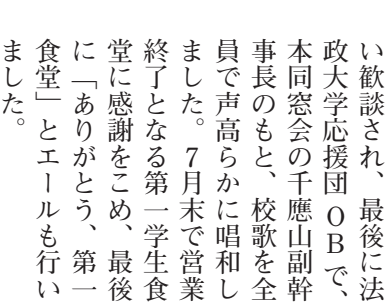 い歓談され、最後に法
政大学応援団OBで、
本同窓会の千應山副幹
事長のもと、校歌を全
員で声高らかに唱和し
ました。7月末で営業
終了となる第一学生食
堂に感謝をこめ、最後
に「ありがとう、第一
食堂」とエールも行い
ました。